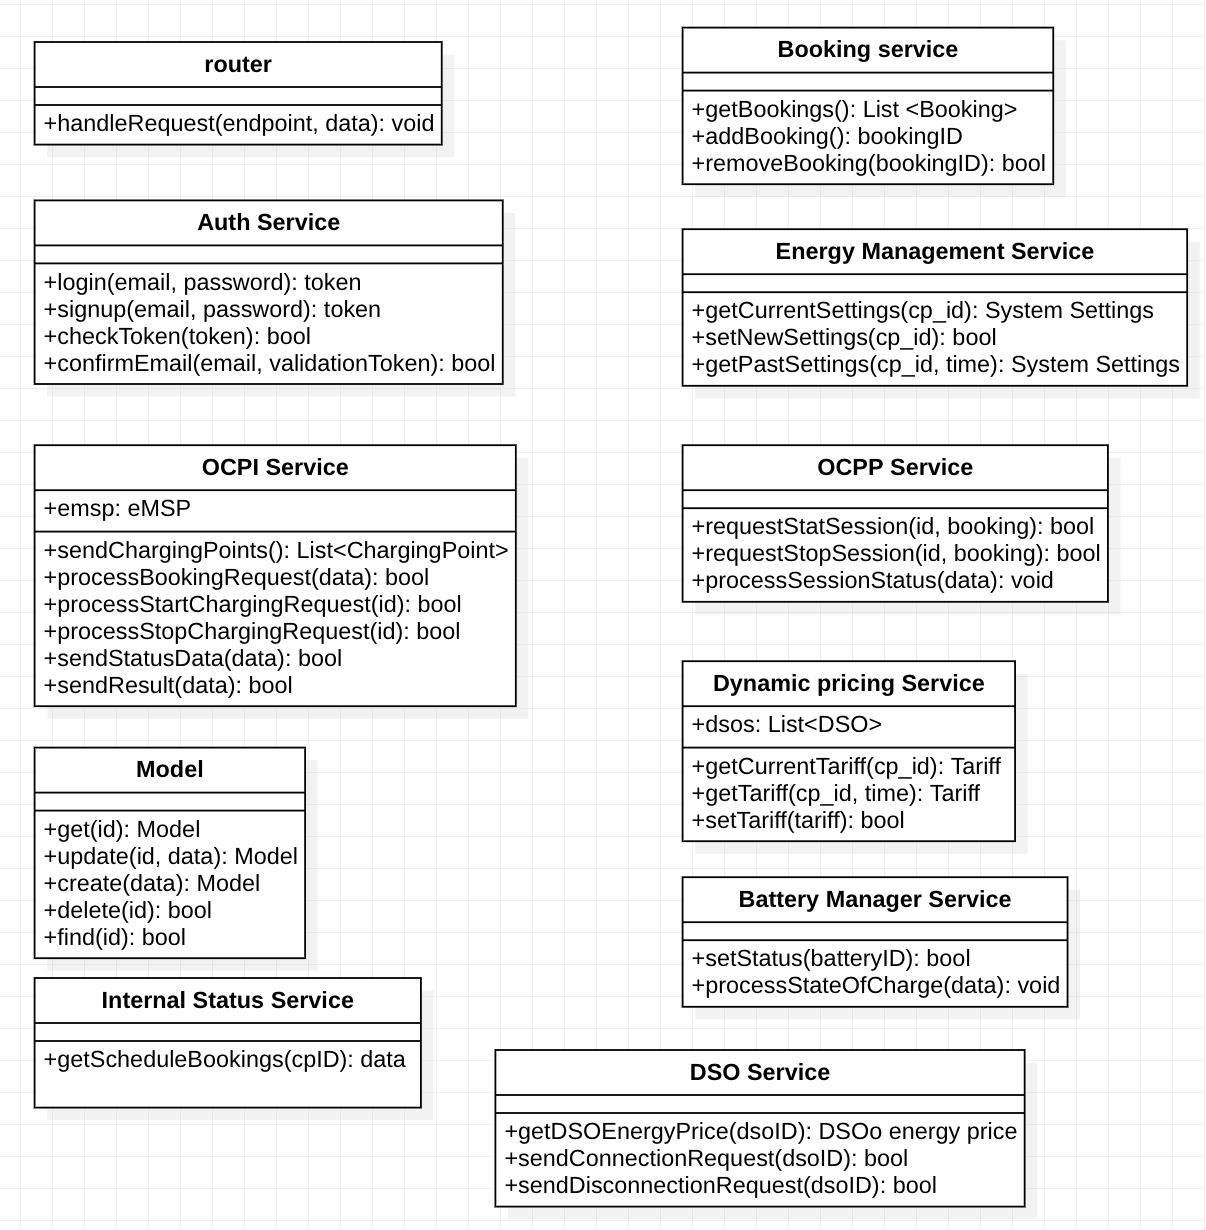 router
+handleRequest(endpoint, data): void
Booking service
+getBookings(): List <Booking>
+addBooking(): bookingID
+removeBooking(bookingID): bool
Auth Service
+login(email, password): token
+signup(email, password): token
+checkToken(token): bool
+confirmEmail(email, validationToken): bool
Energy Management Service
+getCurrentSettings(cp_id): System Settings
+setNewSettings(cp_id): bool
+getPastSettings(cp_id, time): System Settings
OCPI Service
+emsp: eMSP
+sendChargingPoints(): List<ChargingPoint>
+processBookingRequest(data): bool
+processStartChargingRequest(id): bool
+processStopChargingRequest(id): bool
+sendStatusData(data): bool
+sendResult(data): bool
OCPP Service
+requestStatSession(id, booking): bool
+requestStopSession(id, booking): bool
+processSessionStatus(data): void
Dynamic pricing Service
+dsos: List<DSO>
+getCurrentTariff(cp_id): Tariff
+getTariff(cp_id, time): Tariff
+setTariff(tariff): bool
Model
+get(id): Model
+update(id, data): Model
+create(data): Model
+delete(id): bool
+find(id): bool
Battery Manager Service
+setStatus(batteryID): bool
+processStateOfCharge(data): void
Internal Status Service
+getScheduleBookings(cpID): data
DSO Service
+getDSOEnergyPrice(dsoID): DSOo energy price
+sendConnectionRequest(dsoID): bool
+sendDisconnectionRequest(dsoID): bool